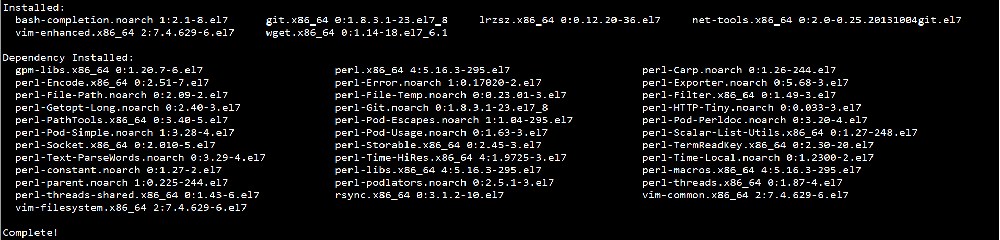 Installed:
bash-completion.noarch 1:2.1-8.el7 git.x86_64 0:1.8.3.1-23.el7_8 lrzsz.x86_64 0:0.12.20-36.el7 net-tools.x86_64 0:2.0-0.25.20131004git.el7
vim-enhanced.x86_64 2:7.4.629-6.el7 wget.x86_64 0:1.14-18.el7_6.1
Dependency Installed:
gpm-libs.x86_64 0:1.20.7-6.el7 perl.x86_64 4:5.16.3-295.el7 perl-Carp.noarch 0:1.26-244.el7
perl-Encode.x86_64 0:2.51-7.el7 perl-Error.noarch 1:0.17020-2.el7 perl-Exporter.noarch 0:5.68-3.el7
perl-File-Path.noarch 0:2.09-2.el7 perl-File-Temp.noarch 0:0.23.01-3.el7 perl-Filter.x86_64 0:1.49-3.el7
perl-Getopt-Long.noarch 0:2.40-3.el7 perl-Git.noarch 0:1.8.3.1-23.el7_8 perl-HTTP-Tiny.noarch 0:0.033-3.el7
perl-PathTools.x86_64 0:3.40-5.el7 perl-Pod-Escapes.noarch 1:1.04-295.el7 perl-Pod-Perldoc.noarch 0:3.20-4.el7
perl-Pod-Simple.noarch 1:3.28-4.el7 perl-Pod-Usage.noarch 0:1.63-3.el7 perl-Scalar-List-Utils.x86_64 0:1.27-248.el7
perl-Socket.x86_64 0:2.010-5.el7 perl-Storable.x86_64 0:2.45-3.el7 perl-TermReadKey.x86_64 0:2.30-20.el7
perl-Text-ParseWords.noarch 0:3.29-4.el7 perl-Time-HiRes.x86_64 4:1.9725-3.el7 perl-Time-Local.noarch 0:1.2300-2.el7
perl-constant.noarch 0:1.27-2.el7 perl-libs.x86_64 4:5.16.3-295.el7 perl-macros.x86_64 4:5.16.3-295.el7
perl-parent.noarch 1:0.225-244.el7 perl-podlators.noarch 0:2.5.1-3.el7 perl-threads.x86_64 0:1.87-4.el7
perl-threads-shared.x86_64 0:1.43-6.el7 rsync.x86_64 0:3.1.2-10.el7 vim-common.x86_64 2:7.4.629-6.el7
vim-filesystem.x86_64 2:7.4.629-6.el7
Complete!